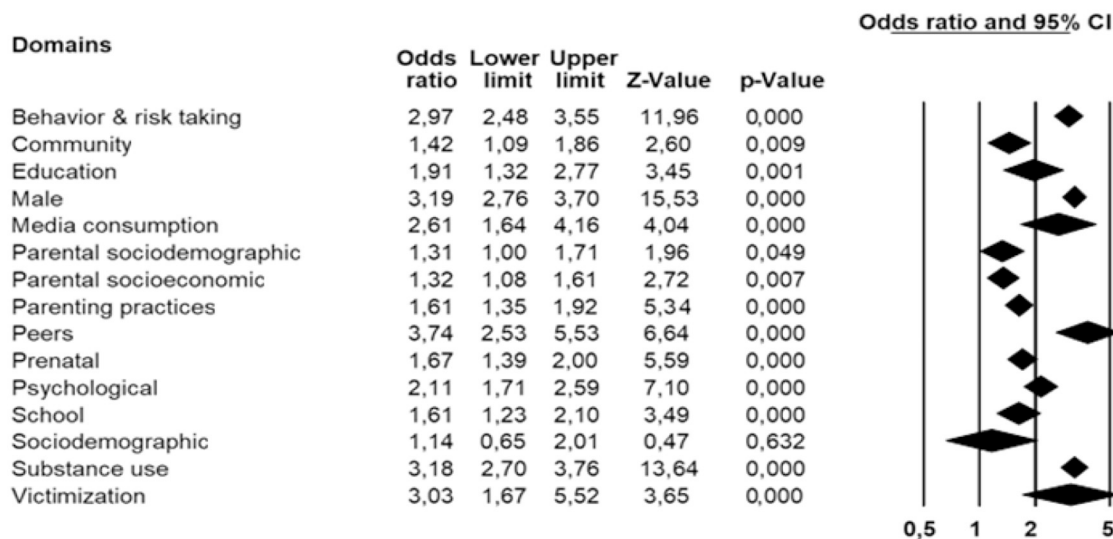 Odds ratio and 95% CI
Domains
Odds ratio Lower limit Upper limit Z-Value p-Value
Behavior & risk taking 2,97 2,48 3,55 11,96 0,000
Community 1,42 1,09 1,86 2,60 0,009
Education 1,91 1,32 2,77 3,45 0,001
Male 3,19 2,76 3,70 15,53 0,000
Media consumption 2,61 1,64 4,16 4,04 0,000
Parental sociodemographic 1,31 1,00 1,71 1,96 0,049
Parental socioeconomic 1,32 1,08 1,61 2,72 0,007
Parenting practices 1,61 1,35 1,92 5,34 0,000
Peers 3,74 2,53 5,53 6,64 0,000
Prenatal 1,67 1,39 2,00 5,59 0,000
Psychological 2,11 1,71 2,59 7,10 0,000
School 1,61 1,23 2,10 3,49 0,000
Sociodemographic 1,14 0,65 2,01 0,47 0,632
Substance use 3,18 2,70 3,76 13,64 0,000
Victimization 3,03 1,67 5,52 3,65 0,000
0,5 1 2 5